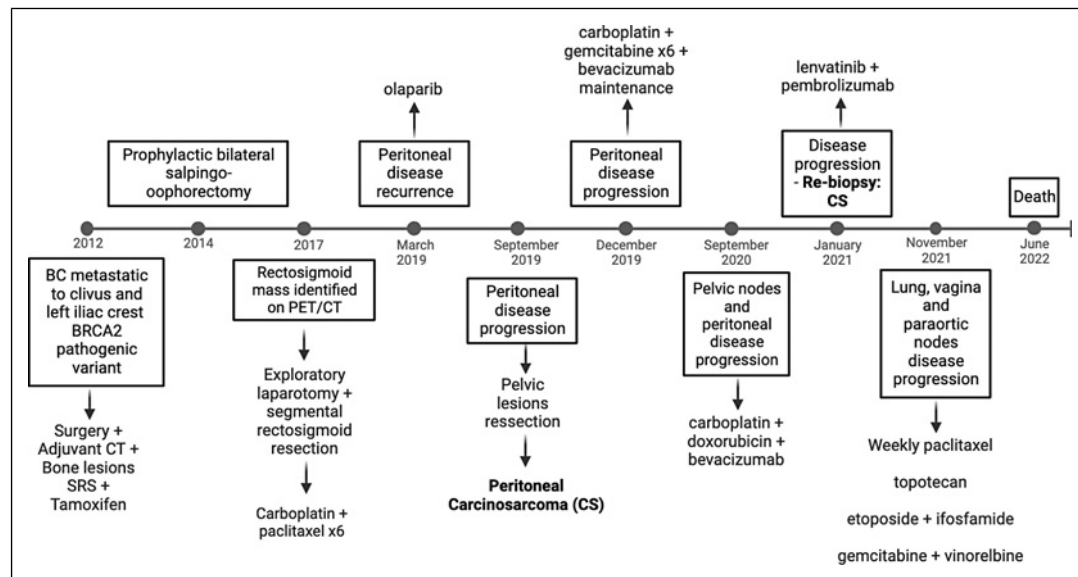 carboplatin +
gemcitabine x6 +
bevacizumab
maintenance
lenvatinib +
pembrolizumab
olaparib
Prophylactic bilateral
salpingo-
oophorectomy
Peritoneal
disease
recurrence
Peritoneal
disease
progression
Disease
progression
- Re-biopsy:
CS
Death
2012
2014
2017
March
2019
September
2019
December
2019
September
2020
January
2021
November
2021
June
2022
BC metastatic
to clivus and
left iliac crest
BRCA2
pathogenic
variant
Surgery +
Adjuvant CT +
Bone lesions
SRS +
Tamoxifen
Rectosigmoid
mass identified
on PET/CT
Exploratory
laparotomy +
segmental
rectosigmoid
resection
Carboplatin +
paclitaxel x6
Peritoneal
disease
progression
Pelvic
lesions
ressection
Peritoneal
Carcinosarcoma (CS)
Pelvic nodes
and
peritoneal
disease
progression
carboplatin +
doxorubicin +
bevacizumab
Lung, vagina
and
paraortic
nodes
disease
progression
Weekly paclitaxel
topotecan
etoposide + ifosfamide
gemcitabine + vinorelbine